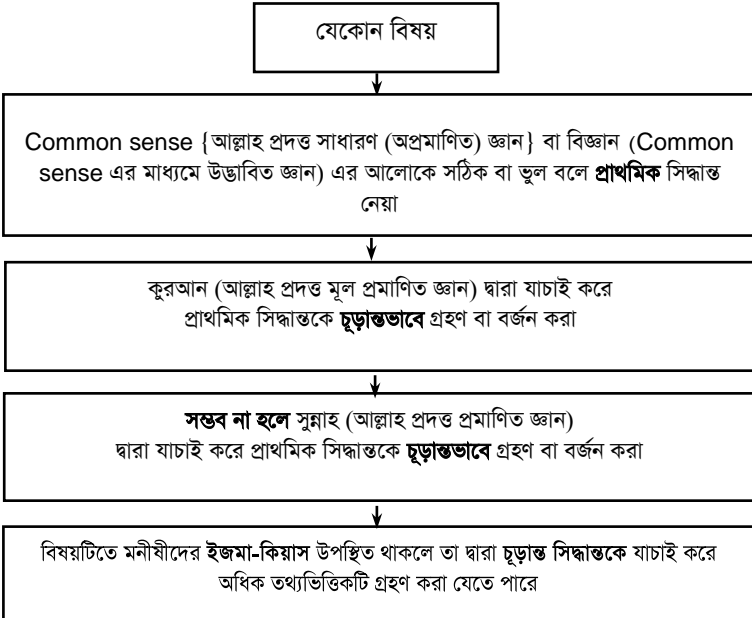 যেকোন বিষয়
Common sense {আল্লাহ প্রদত্ত সাধারণ (অপ্রমাণিত) জ্ঞান} বা বিজ্ঞান (Common
sense এর মাধ্যমে উদ্ভাবিত জ্ঞান) এর আলোকে সঠিক বা ভুল বলে প্রাথমিক সিদ্ধান্ত
নেয়া
কুরআন (আল্লাহ প্রদত্ত মূল প্রমাণিত জ্ঞান) দ্বারা যাচাই করে
প্রাথমিক সিদ্ধান্তকে চূড়ান্তভাবে গ্রহণ বা বর্জন করা
সম্ভব না হলে সুন্নাহ (আল্লাহ প্রদত্ত প্রমাণিত জ্ঞান)
দ্বারা যাচাই করে প্রাথমিক সিদ্ধান্তকে চূড়ান্তভাবে গ্রহণ বা বর্জন করা
বিষয়টিতে মনীষীদের ইজমা-কিয়াস উপস্থিত থাকলে তা দ্বারা চূড়ান্ত সিদ্ধান্তকে যাচাই করে
অধিক তথ্যভিত্তিকটি গ্রহণ করা যেতে পারে